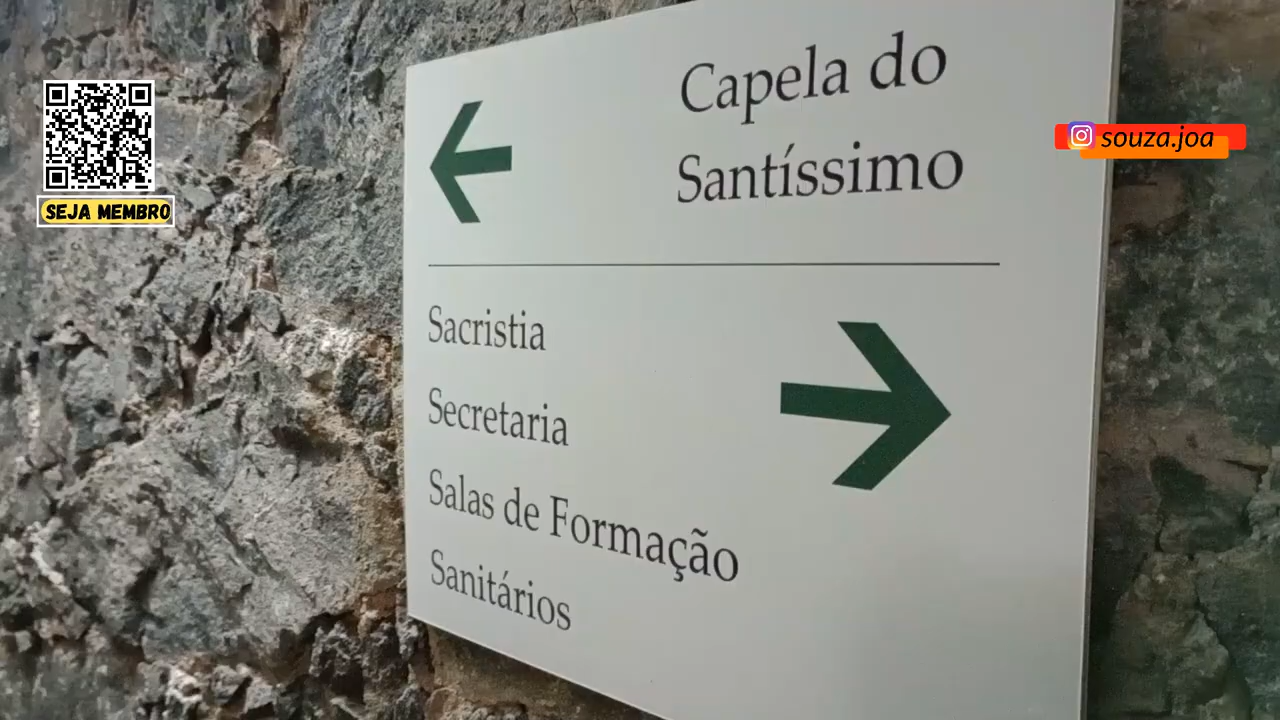 Capela do
Santíssimo
Sacristia
Secretaria
Salas de Formação
Sanitários
SEJA MEMBRO
souza.joa